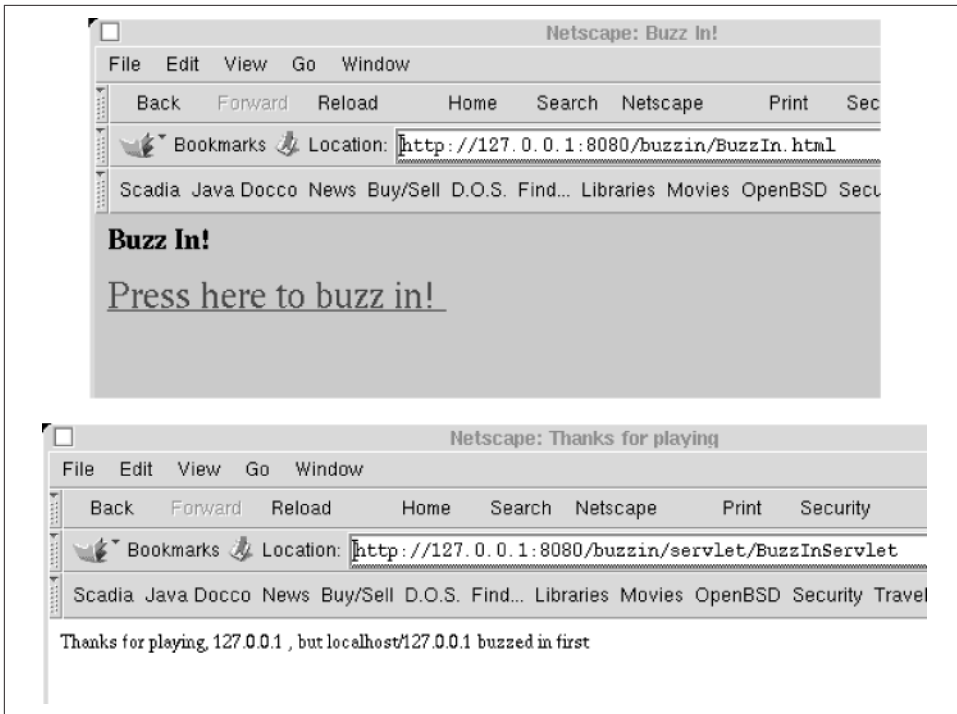 Netscape: Buzz In!
File Edit View Go Window
Back Forward Reload Home Search Netscape Print Sec
Bookmarks Location: http://127.0.0.1:8080/buzzin/BuzzIn.html
Scadia Java Docco News Buy/Sell D.O.S. Find... Libraries Movies OpenBSD Secu
Buzz In!
Press here to buzz in!
Netscape: Thanks for playing
File Edit View Go Window
Back Forward Reload Home Search Netscape Print Security
Bookmarks Location: http://127.0.0.1:8080/buzzin/servlet/BuzzInServlet
Scadia Java Docco News Buy/Sell D.O.S. Find... Libraries Movies OpenBSD Security Travel
Thanks for playing, 127.0.0.1 , but localhost/127.0.0.1 buzzed in first